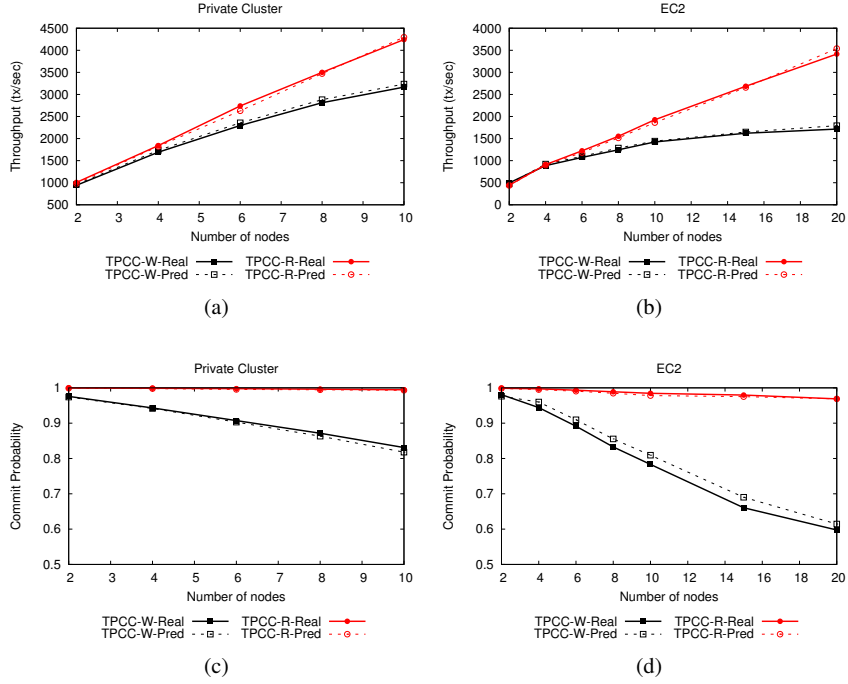 Private Cluster
Throughput (tx/sec)
4500
4000
3500
3000
2500
2000
1500
1000
500
0
2 3 4 5 6 7 8 9 10
Number of nodes
TPCC-W-Real TPCC-R-Real
TPCC-W-Pred TPCC-R-Pred
(a)
EC2
Throughput (tx/sec)
4000
3500
3000
2500
2000
1500
1000
500
0
2 4 6 8 10 12 14 16 18 20
Number of nodes
TPCC-W-Real TPCC-R-Real
TPCC-W-Pred TPCC-R-Pred
(b)
Private Cluster
Commit Probability
1
0.9
0.8
0.7
0.6
0.5
2 3 4 5 6 7 8 9 10
Number of nodes
TPCC-W-Real TPCC-R-Real
TPCC-W-Pred TPCC-R-Pred
(c)
EC2
Commit Probability
1
0.9
0.8
0.7
0.6
0.5
2 4 6 8 10 12 14 16 18 20
Number of nodes
TPCC-W-Real TPCC-R-Real
TPCC-W-Pred TPCC-R-Pred
(d)